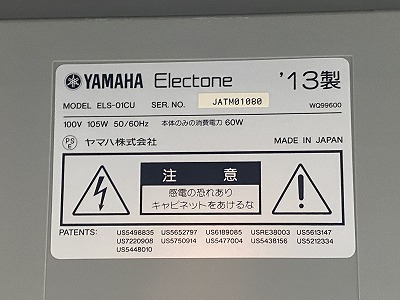 YAMAHA Electone '13製
MODEL ELS-01CU SER. NO. JATM01080 WQ99600
100V 105W 50/60Hz 本体のみの消費電力 60W
PSE ヤマハ株式会社 MADE IN JAPAN
注 意
感電の恐れあり
キャビネットをあけるな
PATENTS: US5498835 US5652797 US6189085 USRE38003 US5613147
US7220908 US5750914 US5477004 US5438156 US5212334
US5448010